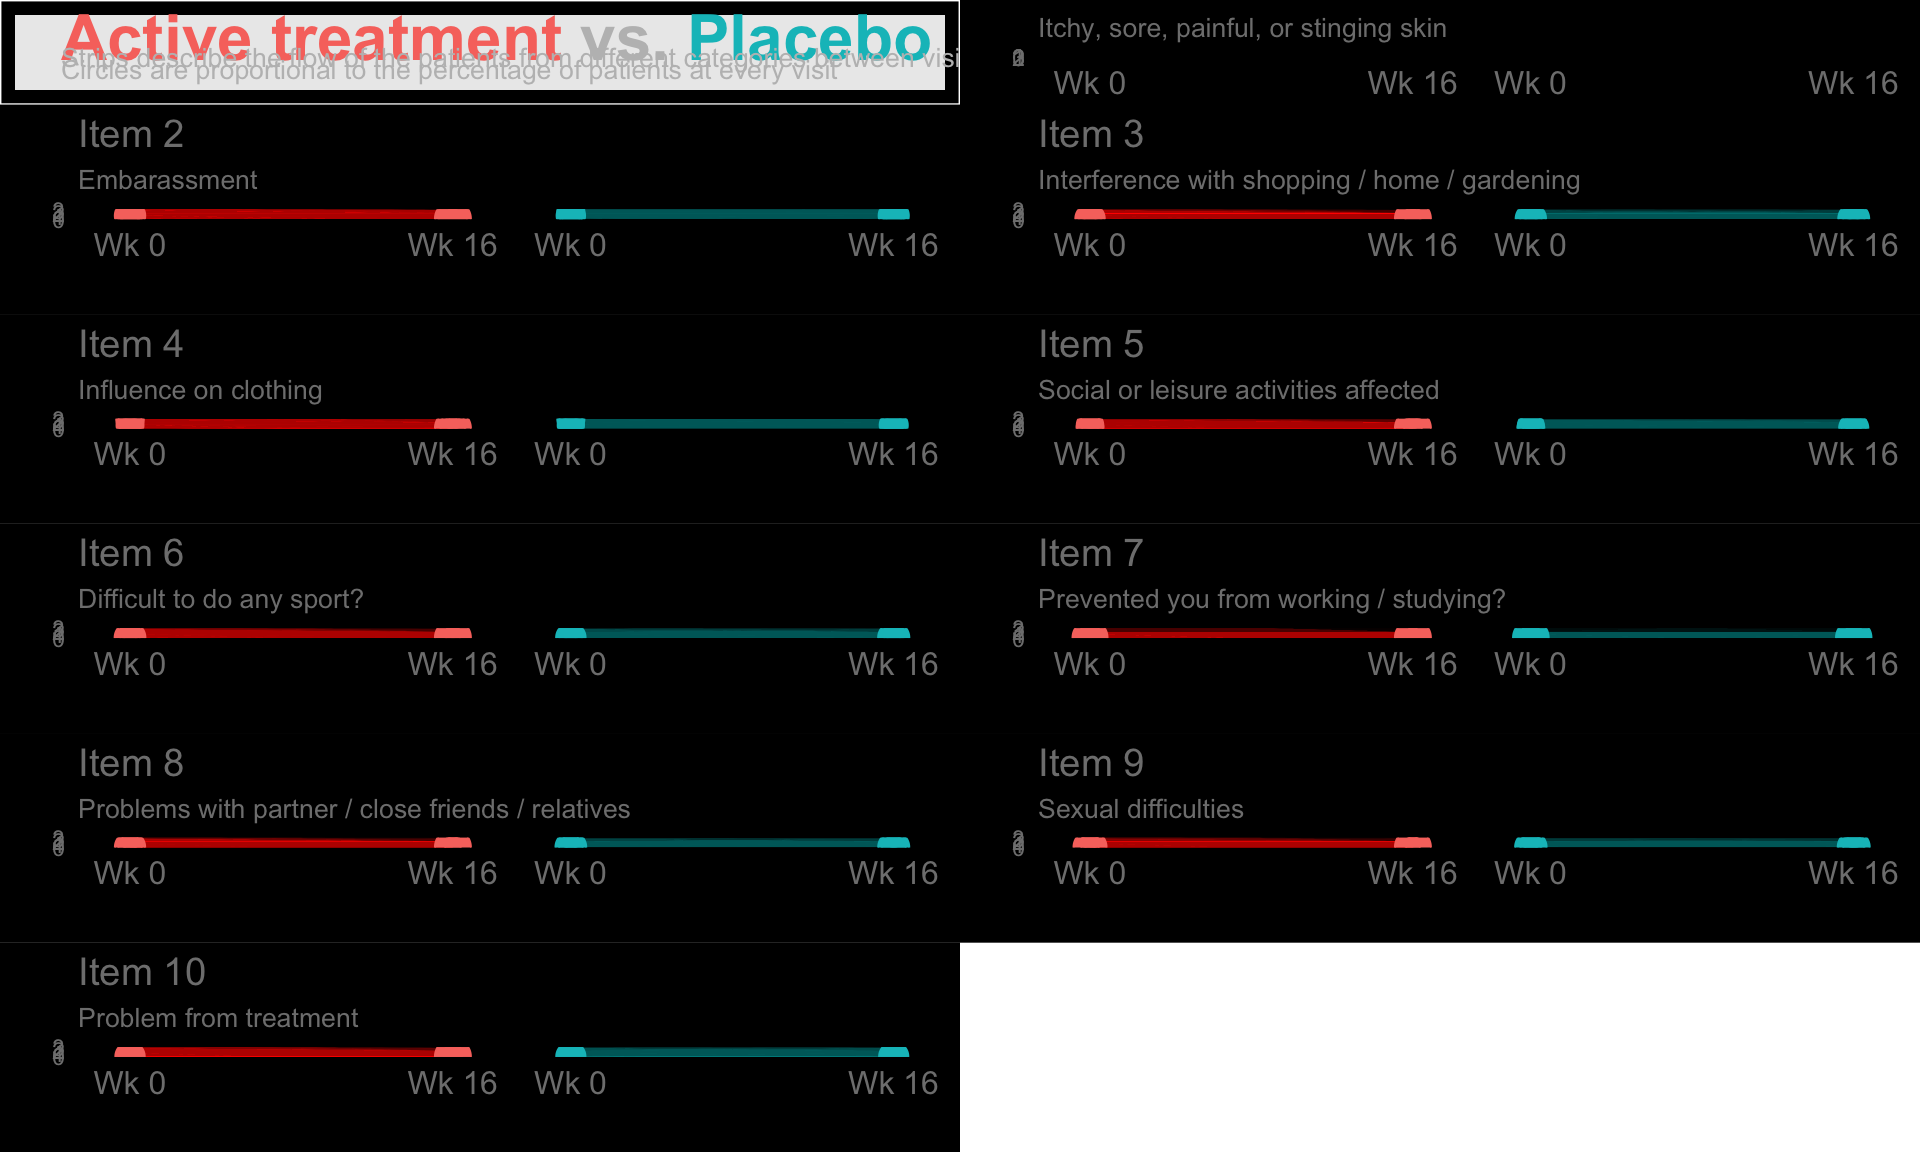 Active treatment vs. Placebo
Strips describe the flow of the patients from different categories between visi
Circles are proportional to the percentage of patients at every visit
Itchy, sore, painful, or stinging skin
Wk 0 Wk 16 Wk 0 Wk 16
Item 2
Embarassment
Wk 0 Wk 16 Wk 0 Wk 16
Item 3
Interference with shopping / home / gardening
Wk 0 Wk 16 Wk 0 Wk 16
Item 4
Influence on clothing
Wk 0 Wk 16 Wk 0 Wk 16
Item 5
Social or leisure activities affected
Wk 0 Wk 16 Wk 0 Wk 16
Item 6
Difficult to do any sport?
Wk 0 Wk 16 Wk 0 Wk 16
Item 7
Prevented you from working / studying?
Wk 0 Wk 16 Wk 0 Wk 16
Item 8
Problems with partner / close friends / relatives
Wk 0 Wk 16 Wk 0 Wk 16
Item 9
Sexual difficulties
Wk 0 Wk 16 Wk 0 Wk 16
Item 10
Problem from treatment
Wk 0 Wk 16 Wk 0 Wk 16